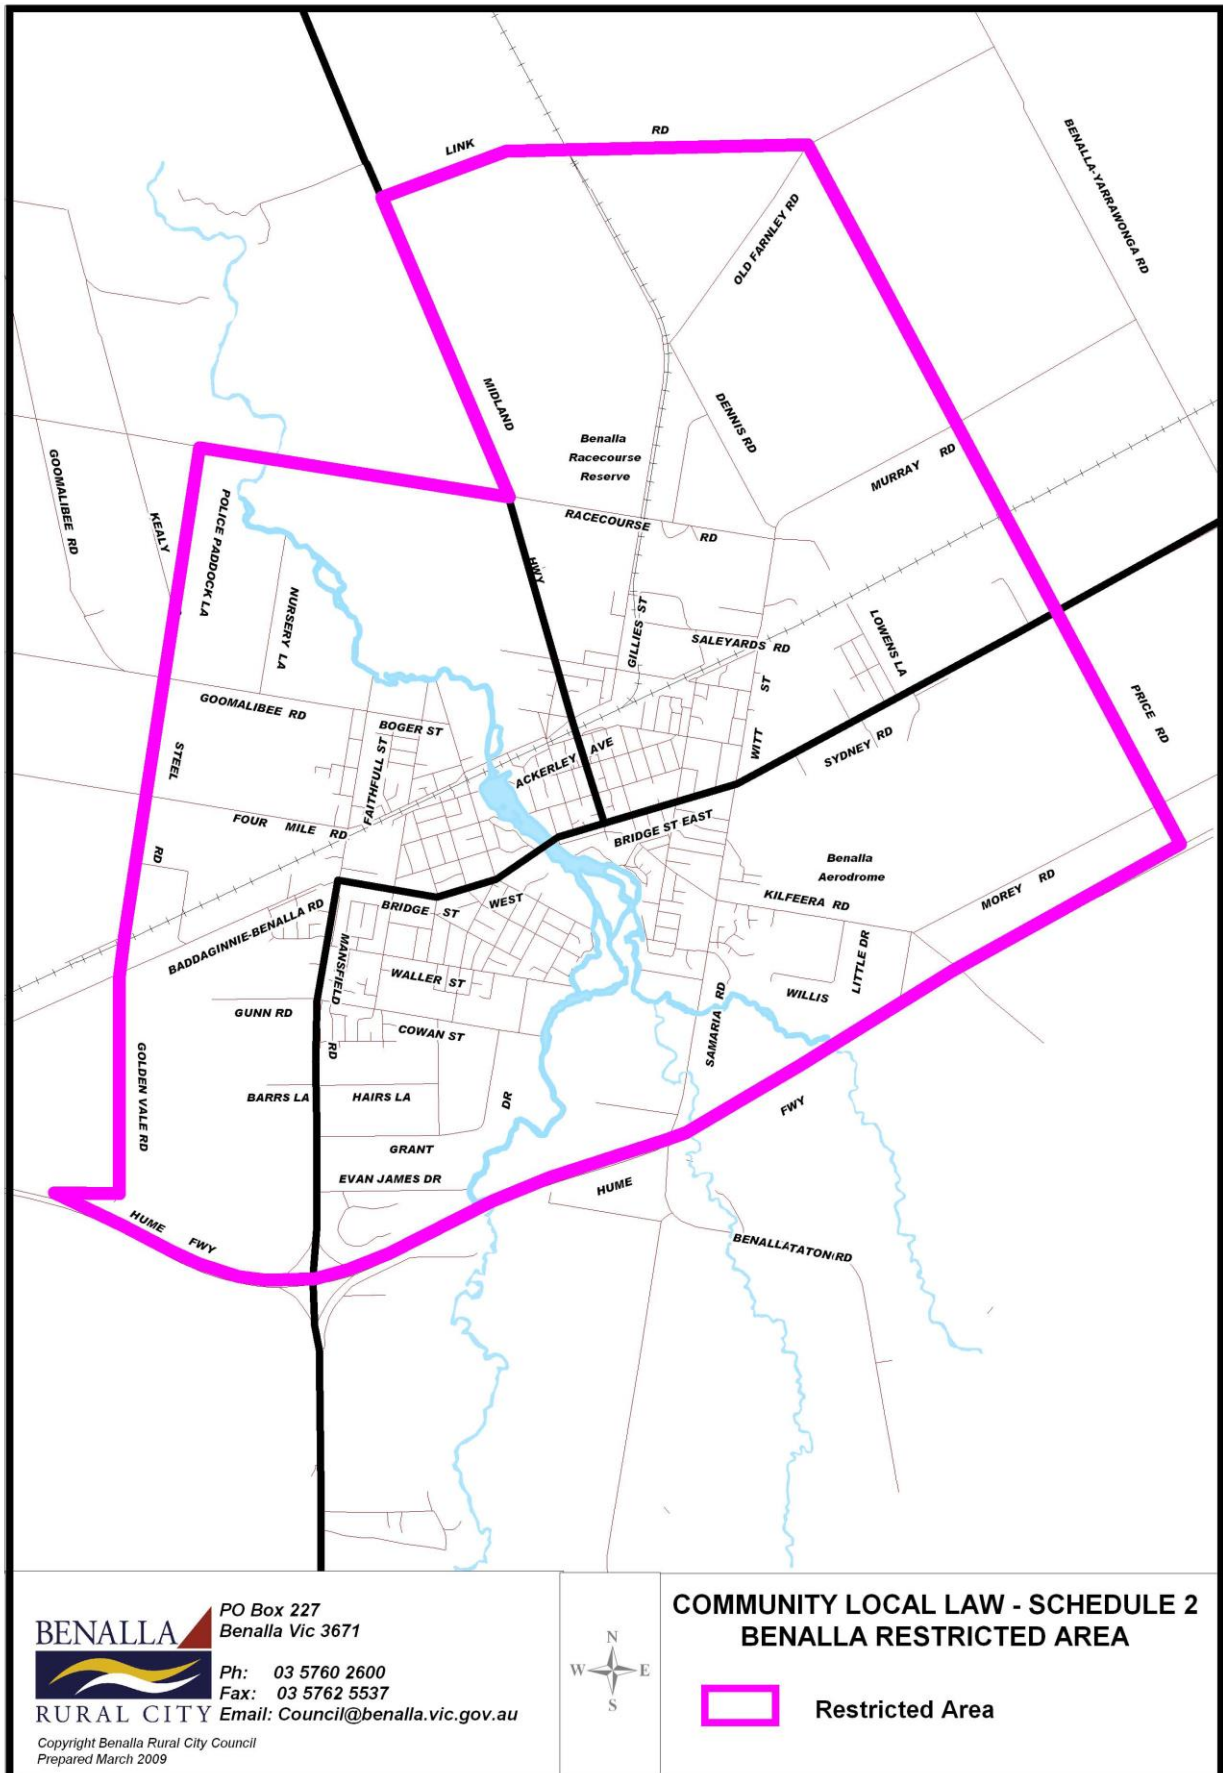 LINK
RD
BENALLA-YARRAWONGA RD
OLD FARNLEY RD
MIDLAND
DENNIS RD
Benalla
Racecourse
Reserve
MURRAY RD
GOOMALIBEE RD
KEALY
POLICE PADDOCK LA
NURSERY LA
RACECOURSE RD
HWY
GILLIES ST
SALEYARDS RD
LOWENS LA
GOOMALIBEE RD
BOGER ST
WITT ST
PRICE RD
STEEL
RD
FAITHFULL ST
ACKERLEY AVE
SYDNEY RD
FOUR MILE RD
BRIDGE ST EAST
Benalla
Aerodrome
BADDAGINNIE-BENALLA RD
BRIDGE ST WEST
KILFEERA RD
MOREY RD
MANSFIELD
RD
WALLER ST
LITTLE DR
WILLIS
GUNN RD
COWAN ST
SAMARIA RD
GOLDEN VALE RD
BARRS LA
HAIRS LA
DR
FWY
GRANT
EVAN JAMES DR
HUME
HUME FWY
BENALLATATON RD
BENALLA
RURAL CITY
PO Box 227
Benalla Vic 3671
Ph: 03 5760 2600
Fax: 03 5762 5537
Email: Council@benalla.vic.gov.au
Copyright Benalla Rural City Council
Prepared March 2009
N
W E
S
COMMUNITY LOCAL LAW - SCHEDULE 2
BENALLA RESTRICTED AREA
Restricted Area